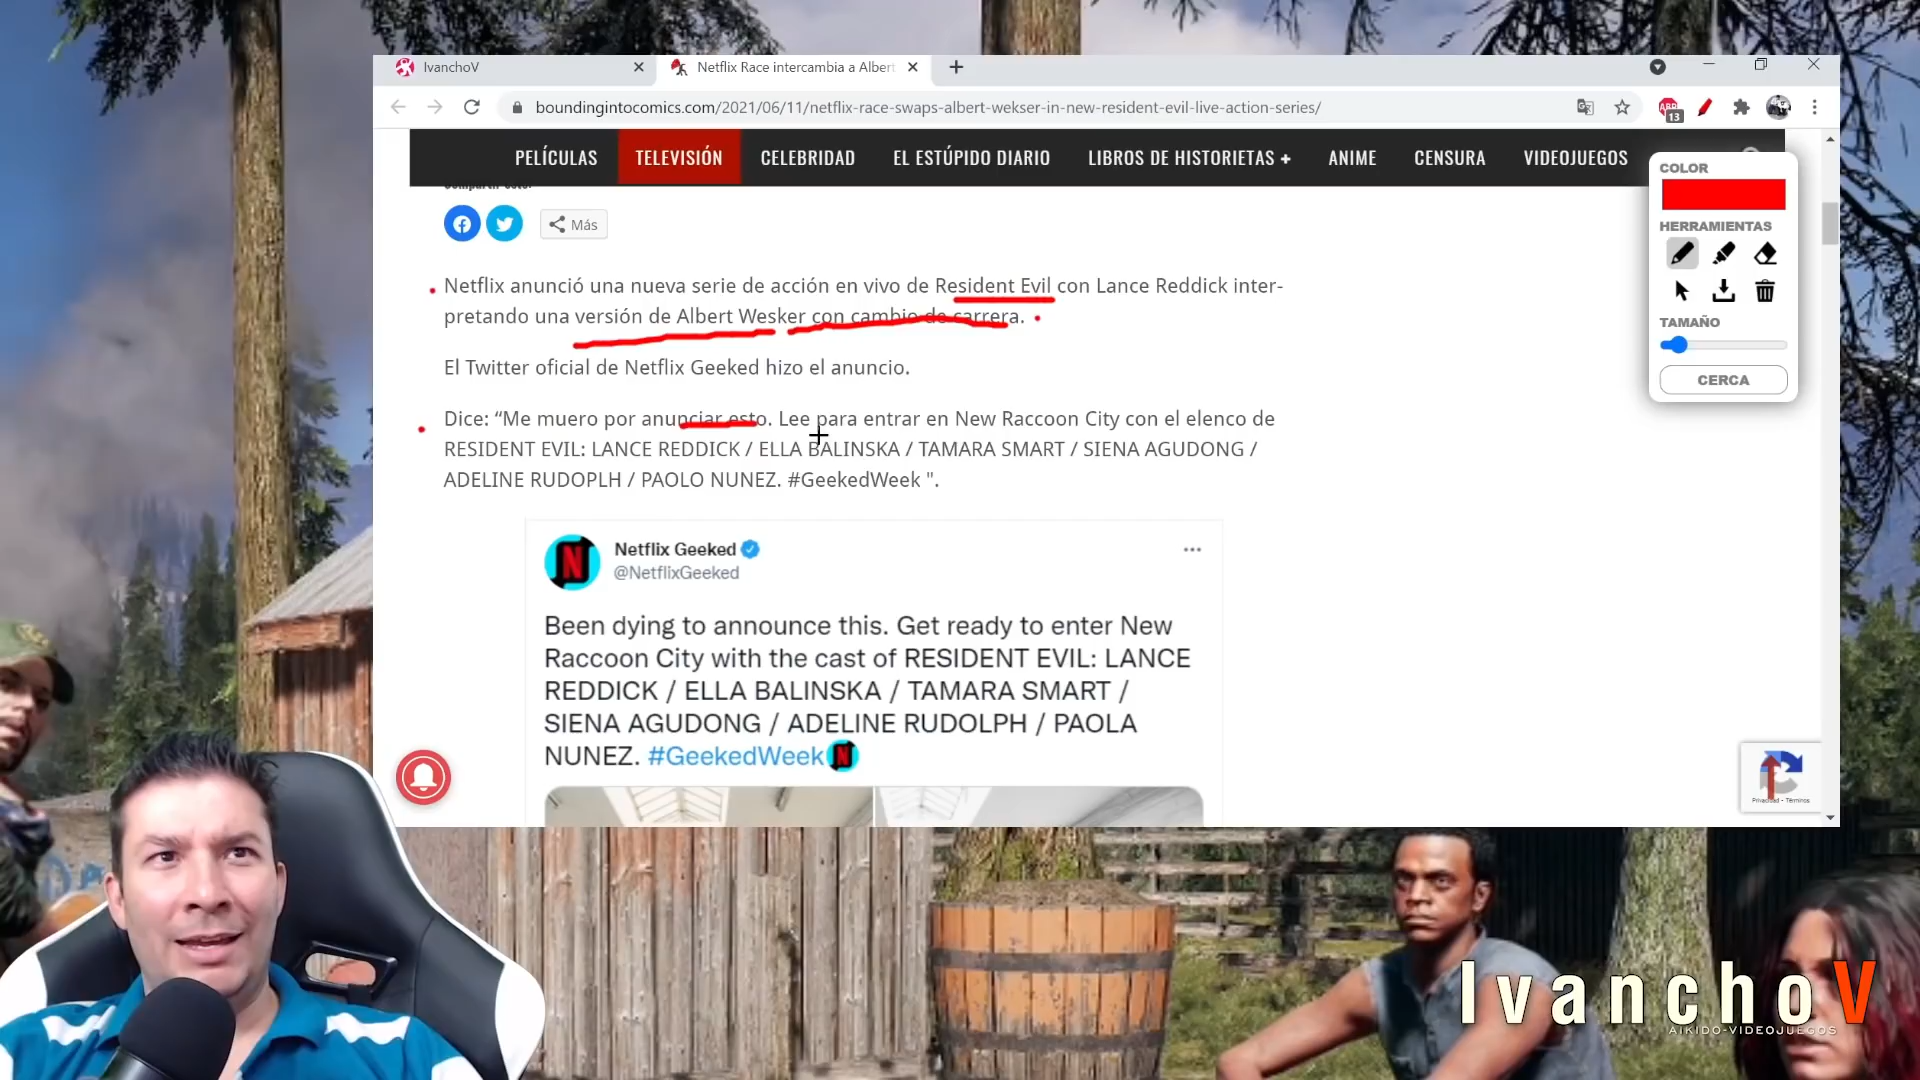 IvanchoV
Netflix Race intercambia a Albert
boundingintocomics.com/2021/06/11/netflix-race-swaps-albert-wekser-in-new-resident-evil-live-action-series/
ABP
13
PELÍCULAS
TELEVISIÓN
CELEBRIDAD
EL ESTÚPIDO DIARIO
LIBROS DE HISTORIETAS +
ANIME
CENSURA
VIDEOJUEGOS
Compartir esto:
Más
Netflix anunció una nueva serie de acción en vivo de Resident Evil con Lance Reddick inter-
pretando una versión de Albert Wesker con cambio de carrera.
El Twitter oficial de Netflix Geeked hizo el anuncio.
Dice: “Me muero por anunciar esto. Lee para entrar en New Raccoon City con el elenco de
RESIDENT EVIL: LANCE REDDICK / ELLA BALINSKA / TAMARA SMART / SIENA AGUDONG /
ADELINE RUDOPLH / PAOLO NUNEZ. #GeekedWeek ".
Netflix Geeked
@NetflixGeeked
Been dying to announce this. Get ready to enter New
Raccoon City with the cast of RESIDENT EVIL: LANCE
REDDICK / ELLA BALINSKA / TAMARA SMART /
SIENA AGUDONG / ADELINE RUDOLPH / PAOLA
NUNEZ. #GeekedWeek
COLOR
HERRAMIENTAS
TAMAÑO
CERCA
Privacidad - Términos
IvanchoV
AIKIDO-VIDEOJUEGOS